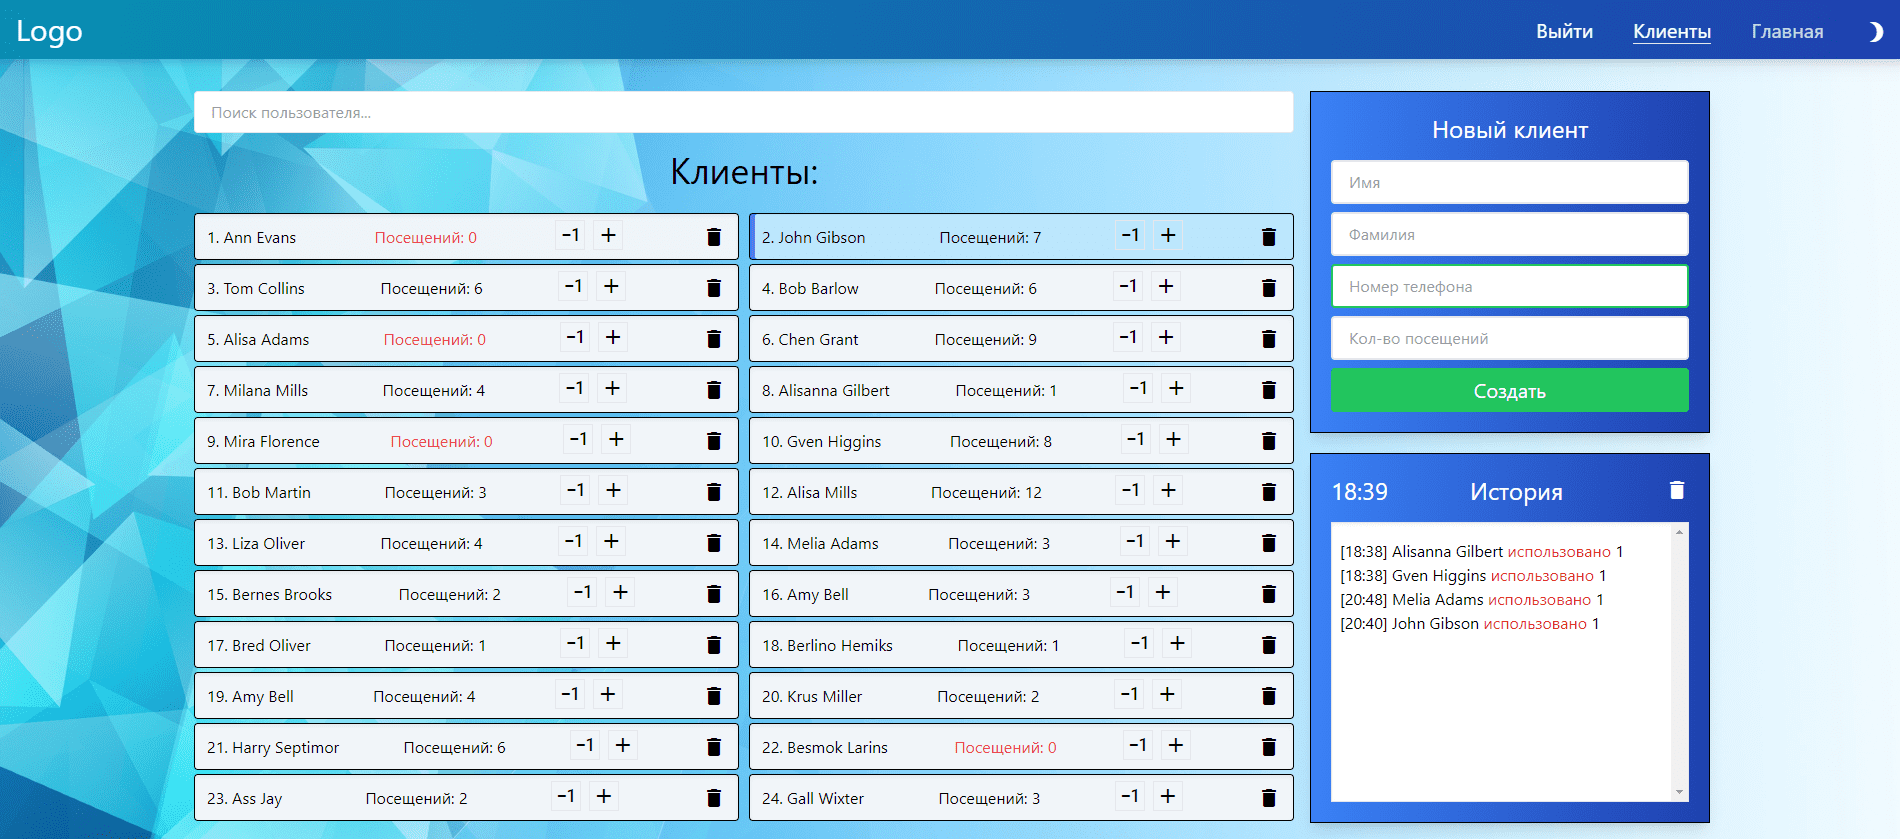 Logo
Выйти Клиенты Главная
Поиск пользователя...
Клиенты:
1. Ann Evans Посещений: 0 -1 +
2. John Gibson Посещений: 7 -1 +
3. Tom Collins Посещений: 6 -1 +
4. Bob Barlow Посещений: 6 -1 +
5. Alisa Adams Посещений: 0 -1 +
6. Chen Grant Посещений: 9 -1 +
7. Milana Mills Посещений: 4 -1 +
8. Alisanna Gilbert Посещений: 1 -1 +
9. Mira Florence Посещений: 0 -1 +
10. Gven Higgins Посещений: 8 -1 +
11. Bob Martin Посещений: 3 -1 +
12. Alisa Mills Посещений: 12 -1 +
13. Liza Oliver Посещений: 4 -1 +
14. Melia Adams Посещений: 3 -1 +
15. Bernes Brooks Посещений: 2 -1 +
16. Amy Bell Посещений: 3 -1 +
17. Bred Oliver Посещений: 1 -1 +
18. Berlino Hemiks Посещений: 1 -1 +
19. Amy Bell Посещений: 4 -1 +
20. Krus Miller Посещений: 2 -1 +
21. Harry Septimor Посещений: 6 -1 +
22. Besmok Larins Посещений: 0 -1 +
23. Ass Jay Посещений: 2 -1 +
24. Gall Wixter Посещений: 3 -1 +
Новый клиент
Имя
Фамилия
Номер телефона
Кол-во посещений
Создать
18:39 История
[18:38] Alisanna Gilbert использовано 1
[18:38] Gven Higgins использовано 1
[20:48] Melia Adams использовано 1
[20:40] John Gibson использовано 1